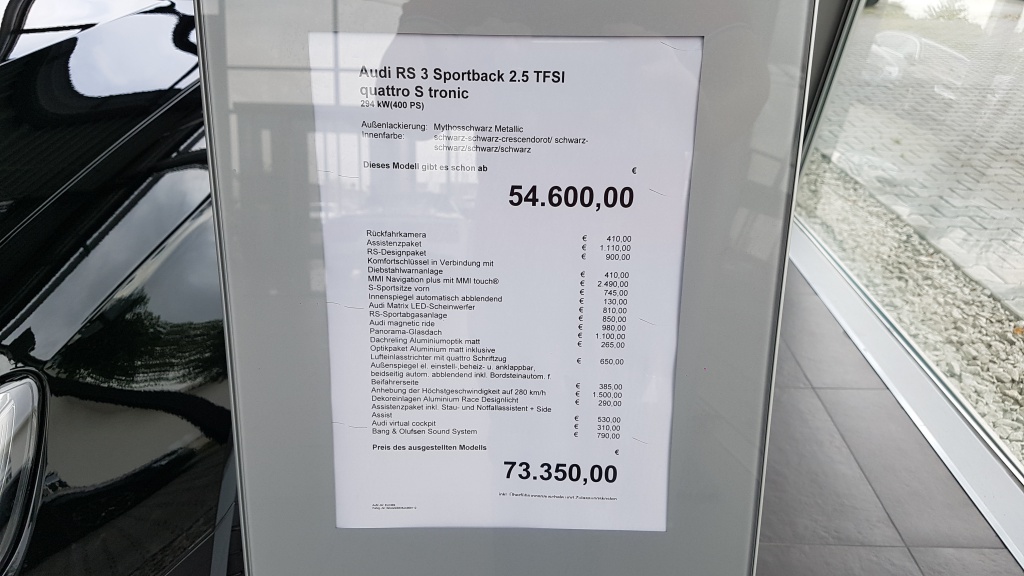 Audi RS 3 Sportback 2.5 TFSI
quattro S tronic
294 kW(400 PS)
Außenlackierung: Mythosschwarz Metallic
Innenfarbe: schwarz-schwarz-crescendorot/ schwarz-
schwarz/schwarz/schwarz
Dieses Modell gibt es schon ab €
54.600,00
Rückfahrkamera € 410,00
Assistenzpaket € 1.110,00
RS-Designpaket € 900,00
Komfortschlüssel in Verbindung mit
Diebstahlwarnanlage € 410,00
MMI Navigation plus mit MMI touch® € 2.490,00
S-Sportsitze vorn € 745,00
Innenspiegel automatisch abblendend € 130,00
Audi Matrix LED-Scheinwerfer € 810,00
RS-Sportabgasanlage € 850,00
Audi magnetic ride € 980,00
Panorama-Glasdach € 1.100,00
Dachreling Aluminiumoptik matt € 265,00
Optikpaket Aluminium matt inklusive
Lufteinlasstrichter mit quattro Schriftzug € 650,00
Außenspiegel el. einstell-,beheiz- u. anklappbar,
beidseitig autom. abblendend inkl. Bordsteinautom. f.
Beifahrerseite € 385,00
Anhebung der Höchstgeschwindigkeit auf 280 km/h € 1.500,00
Dekoreinlagen Aluminium Race Designlicht € 290,00
Assistenzpaket inkl. Stau- und Notfallassistent + Side
Assist € 530,00
Audi virtual cockpit € 310,00
Bang & Olufsen Sound System € 790,00
Preis des ausgestellten Modells €
73.350,00